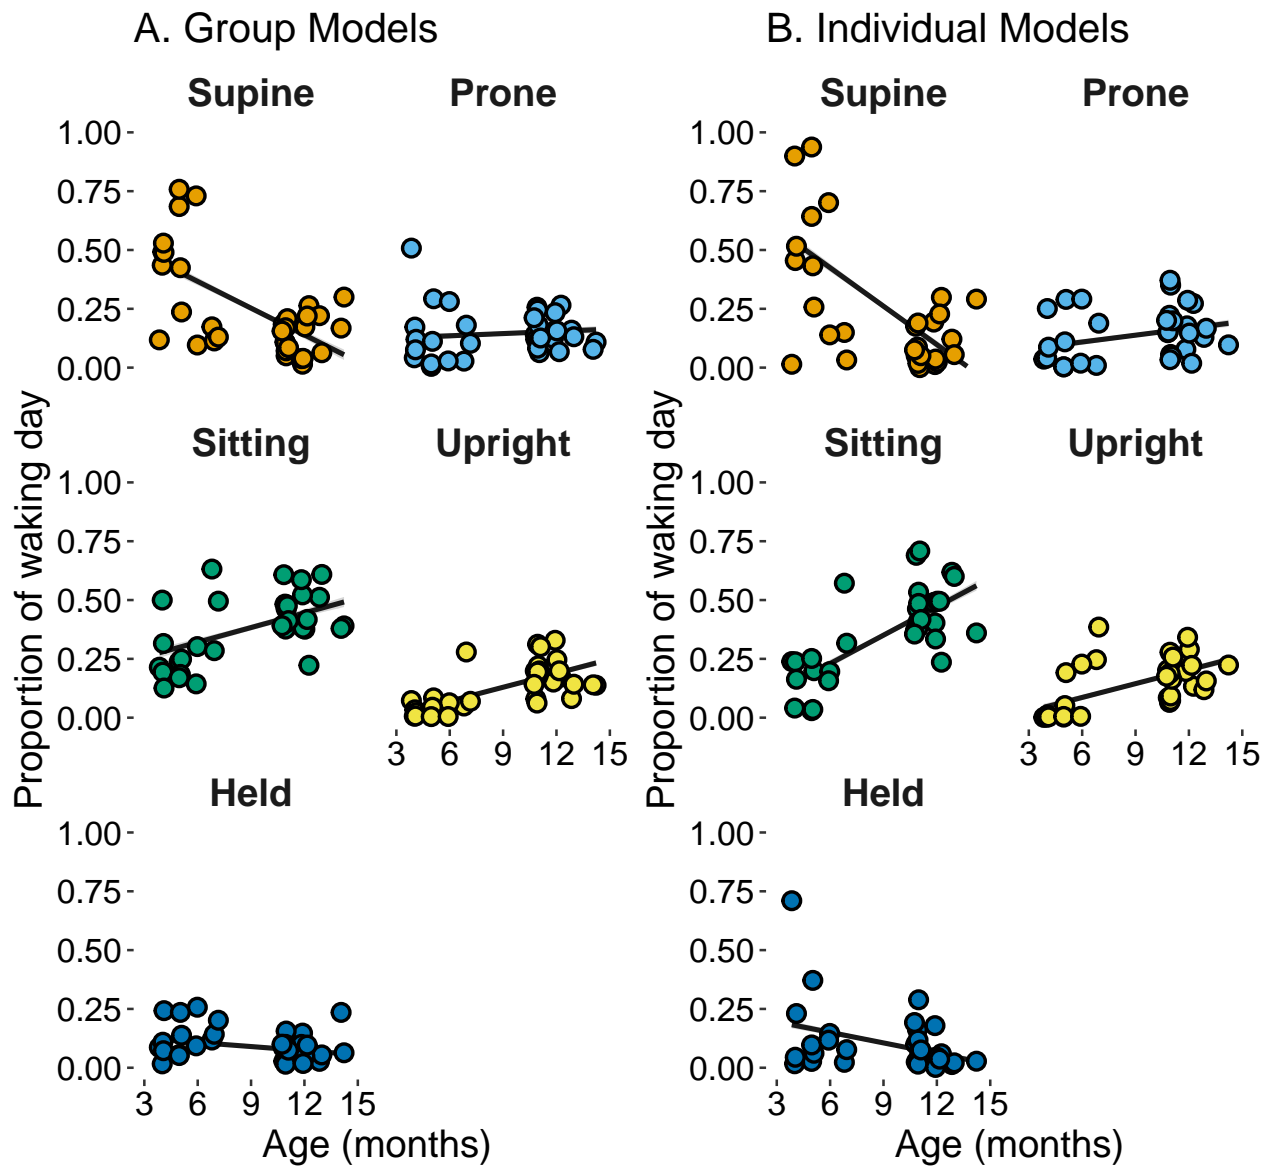 A. Group Models
B. Individual Models
Supine
Prone
Supine
Prone
1.00
0.75
0.50
0.25
0.00
1.00
0.75
0.50
0.25
0.00
Sitting
Upright
Sitting
Upright
1.00
0.75
0.50
0.25
0.00
1.00
0.75
0.50
0.25
0.00
3 6 9 12 15
3 6 9 12 15
Held
Held
1.00
0.75
0.50
0.25
0.00
1.00
0.75
0.50
0.25
0.00
3 6 9 12 15
3 6 9 12 15
Proportion of waking day
Proportion of waking day
Age (months)
Age (months)